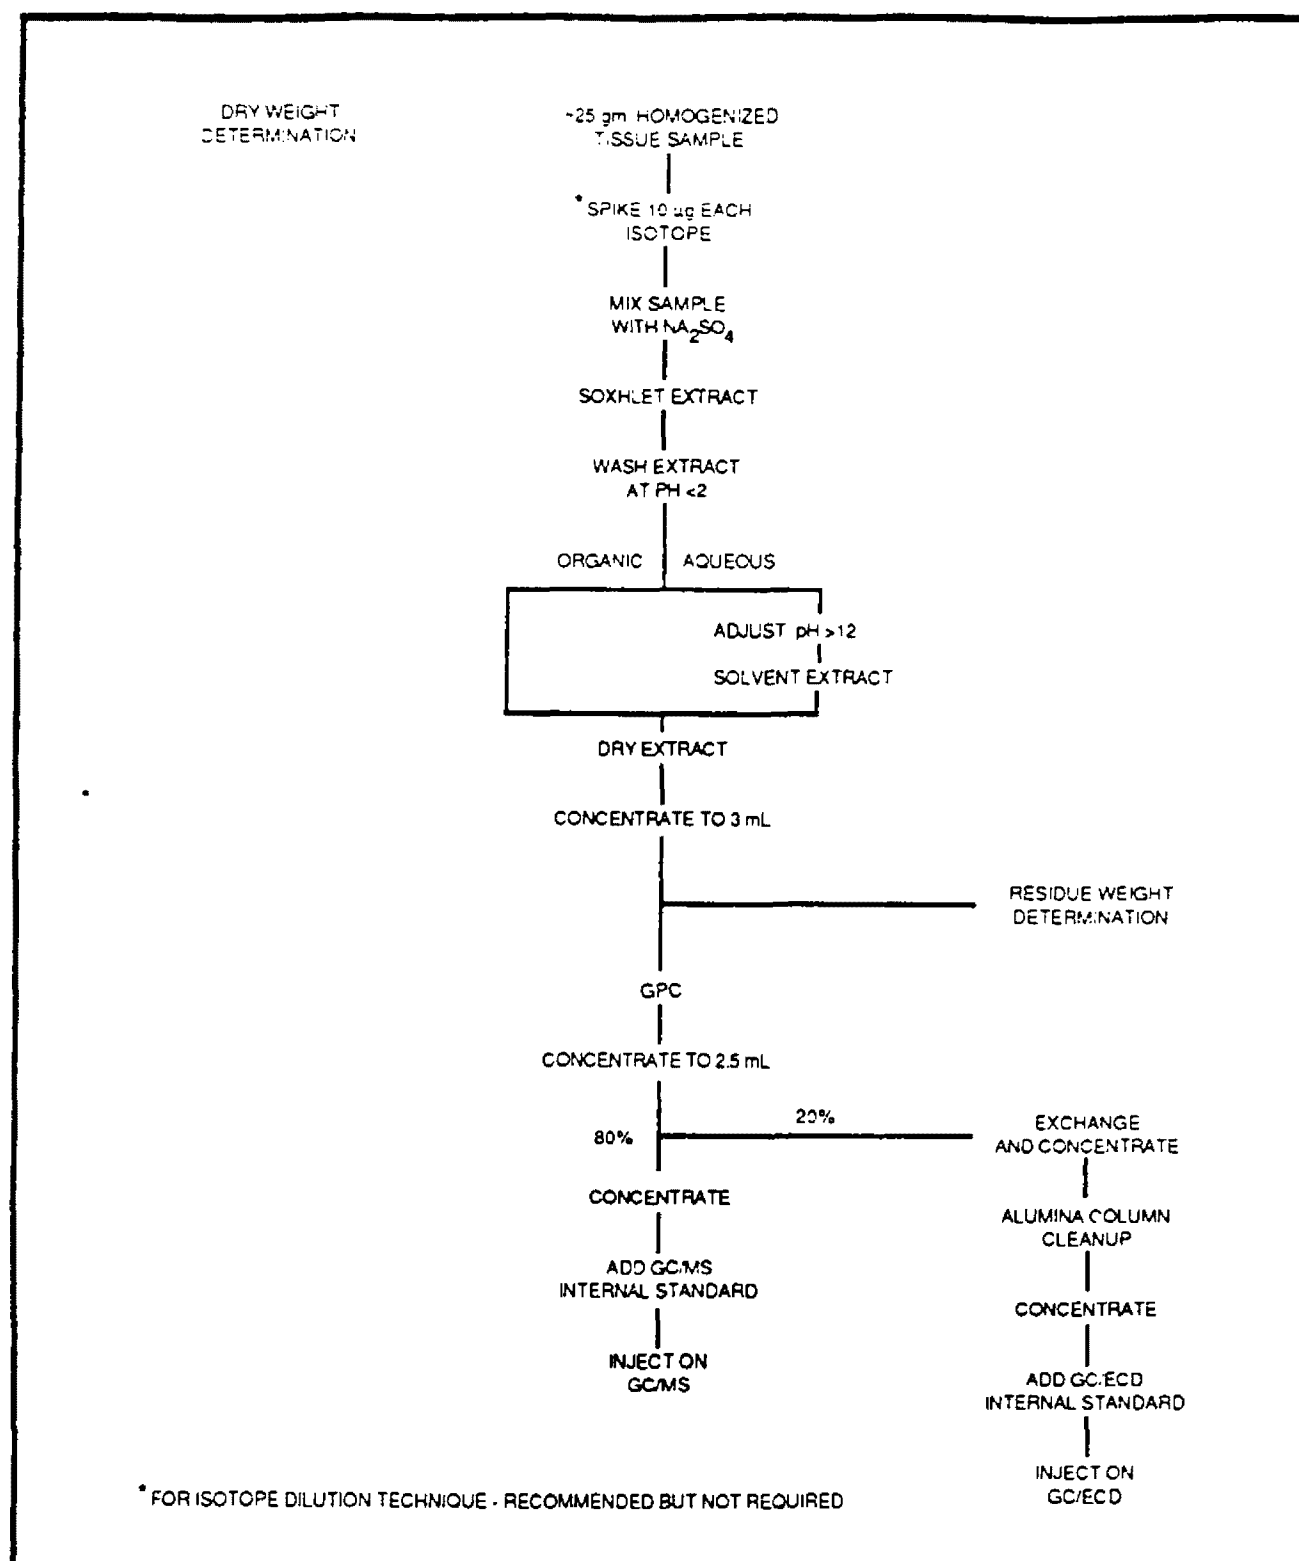 DRY WEIGHT
DETERMINATION
~25 gm HOMOGENIZED
TISSUE SAMPLE
* SPIKE 10 µg EACH
ISOTOPE
MIX SAMPLE
WITH NA2SO4
SOXHLET EXTRACT
WASH EXTRACT
AT PH <2
ORGANIC AQUEOUS
ADJUST pH >12
SOLVENT EXTRACT
DRY EXTRACT
CONCENTRATE TO 3 mL
RESIDUE WEIGHT
DETERMINATION
GPC
CONCENTRATE TO 2.5 mL
80%
20%
CONCENTRATE
ADD GC/MS
INTERNAL STANDARD
INJECT ON
GC/MS
EXCHANGE
AND CONCENTRATE
ALUMINA COLUMN
CLEANUP
CONCENTRATE
ADD GC/ECD
INTERNAL STANDARD
INJECT ON
GC/ECD
* FOR ISOTOPE DILUTION TECHNIQUE - RECOMMENDED BUT NOT REQUIRED